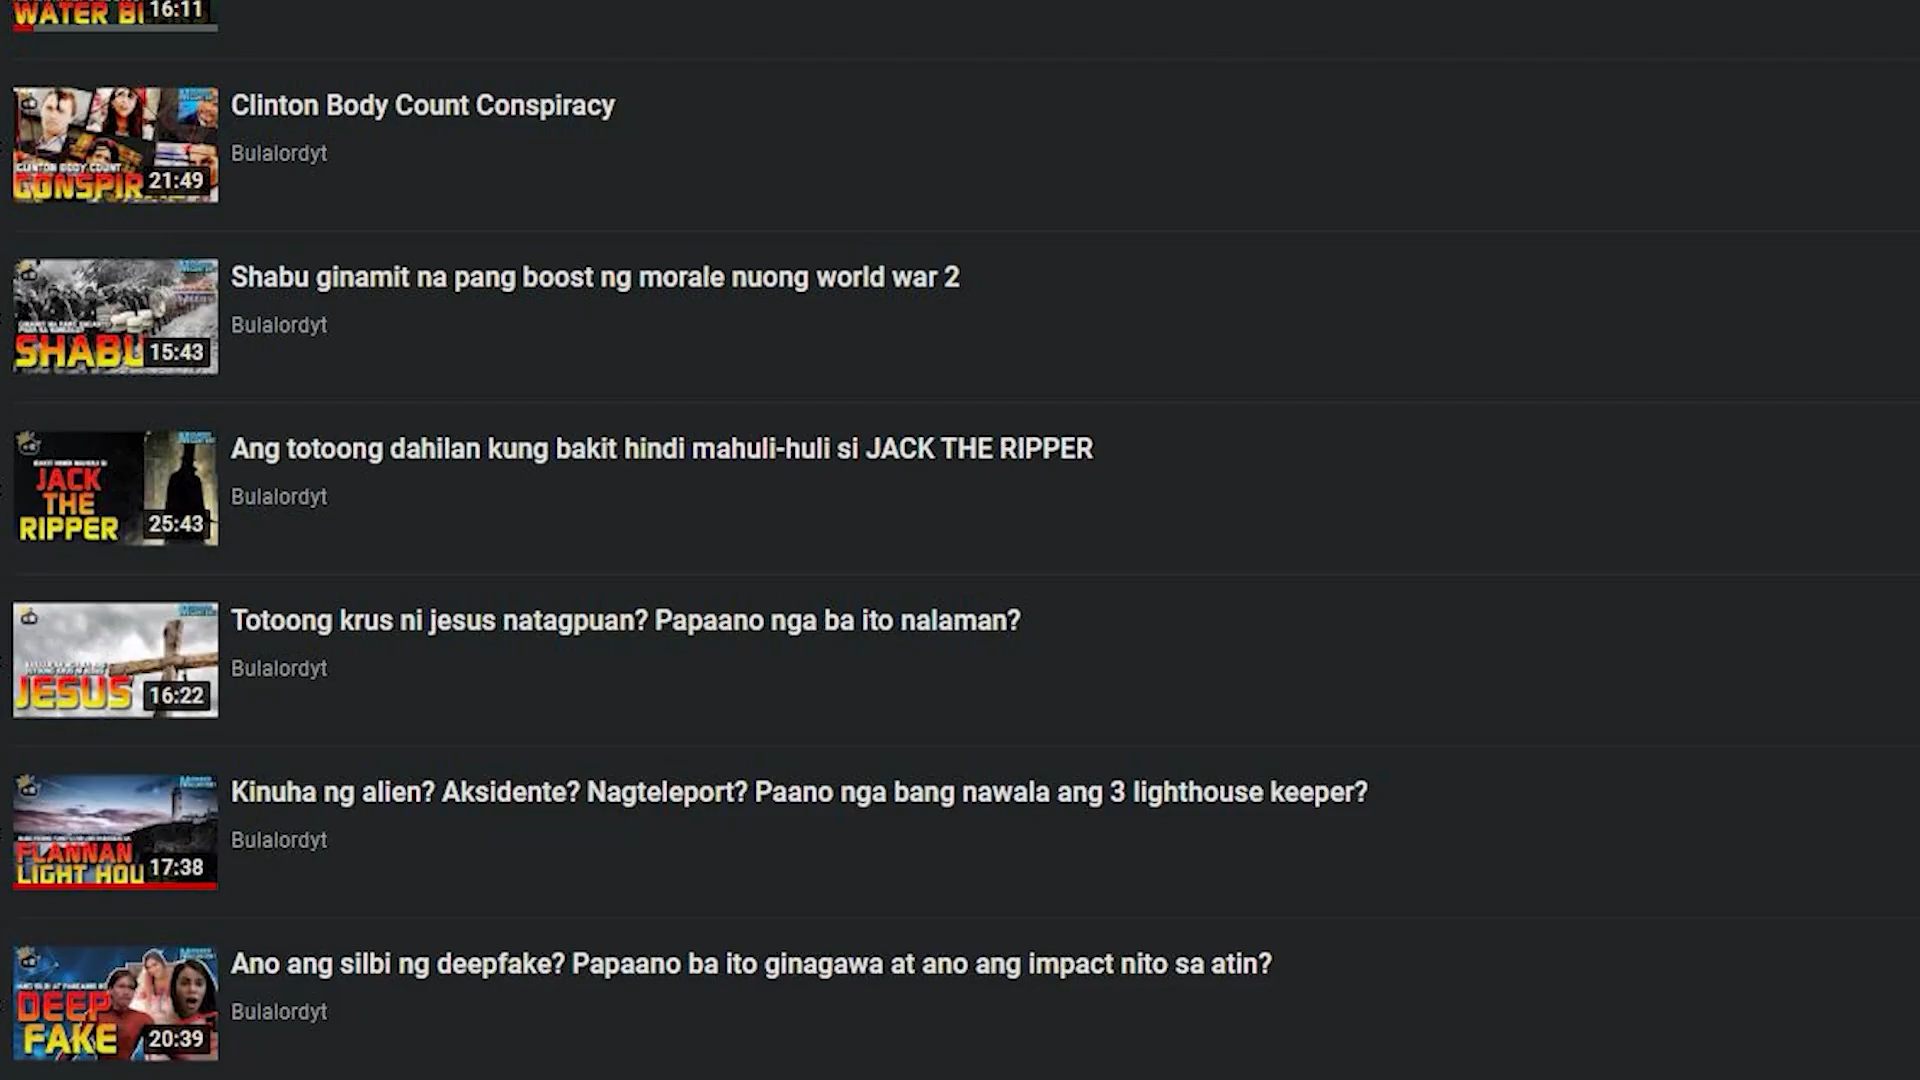 WATER
16:11
Clinton Body Count Conspiracy
Bulalordyt
CLINTON BODY COUNT
CONSPIR
21:49
Shabu ginamit na pang boost ng morale nuong world war 2
Bulalordyt
SHABU
15:43
Ang totoong dahilan kung bakit hindi mahuli-huli si JACK THE RIPPER
Bulalordyt
JACK
THE
RIPPER
25:43
Totoong krus ni jesus natagpuan? Papaano nga ba ito nalaman?
Bulalordyt
JESUS
16:22
Kinuha ng alien? Aksidente? Nagteleport? Paano nga bang nawala ang 3 lighthouse keeper?
Bulalordyt
FLANNAN
LIGHT HOU
17:38
Ano ang silbi ng deepfake? Papaano ba ito ginagawa at ano ang impact nito sa atin?
Bulalordyt
DEEP
FAKE
20:39